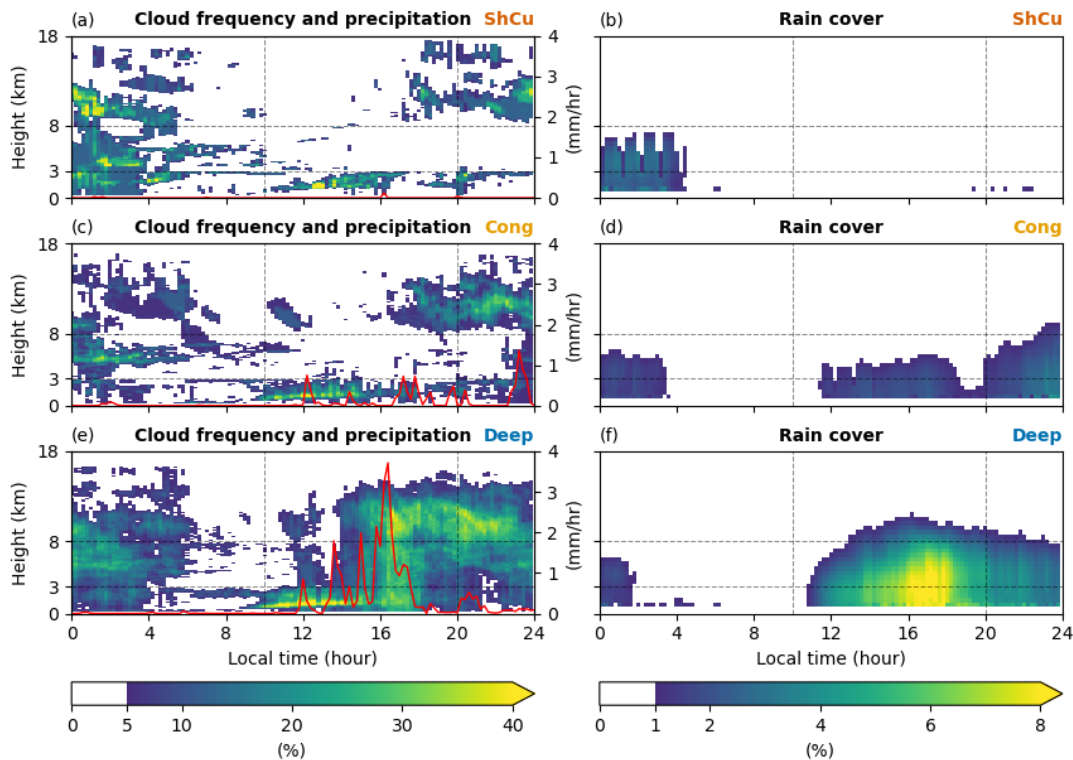 (a) Cloud frequency and precipitation ShCu
(b) Rain cover ShCu
18
8
3
0
Height (km)
4
3
2
1
0
(mm/hr)
(c) Cloud frequency and precipitation Cong
(d) Rain cover Cong
18
8
3
0
Height (km)
4
3
2
1
0
(mm/hr)
(e) Cloud frequency and precipitation Deep
(f) Rain cover Deep
18
8
3
0
Height (km)
4
3
2
1
0
(mm/hr)
0 4 8 12 16 20 24
Local time (hour)
0 4 8 12 16 20 24
Local time (hour)
0 5 10 20 30 40
(%)
0 1 2 4 6 8
(%)